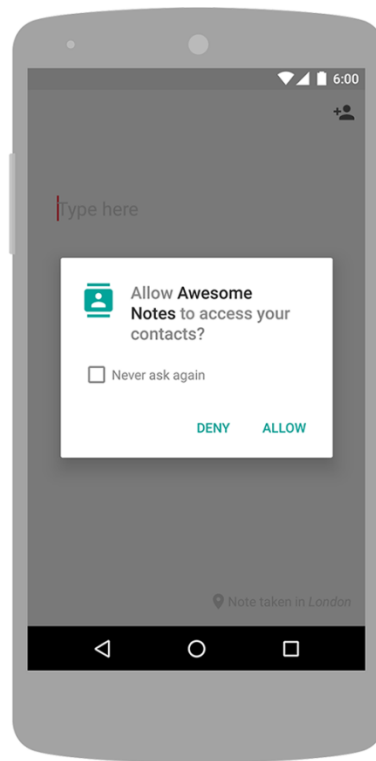 6:00
Type here
Allow Awesome
Notes to access your
contacts?
Never ask again
DENY ALLOW
Note taken in London